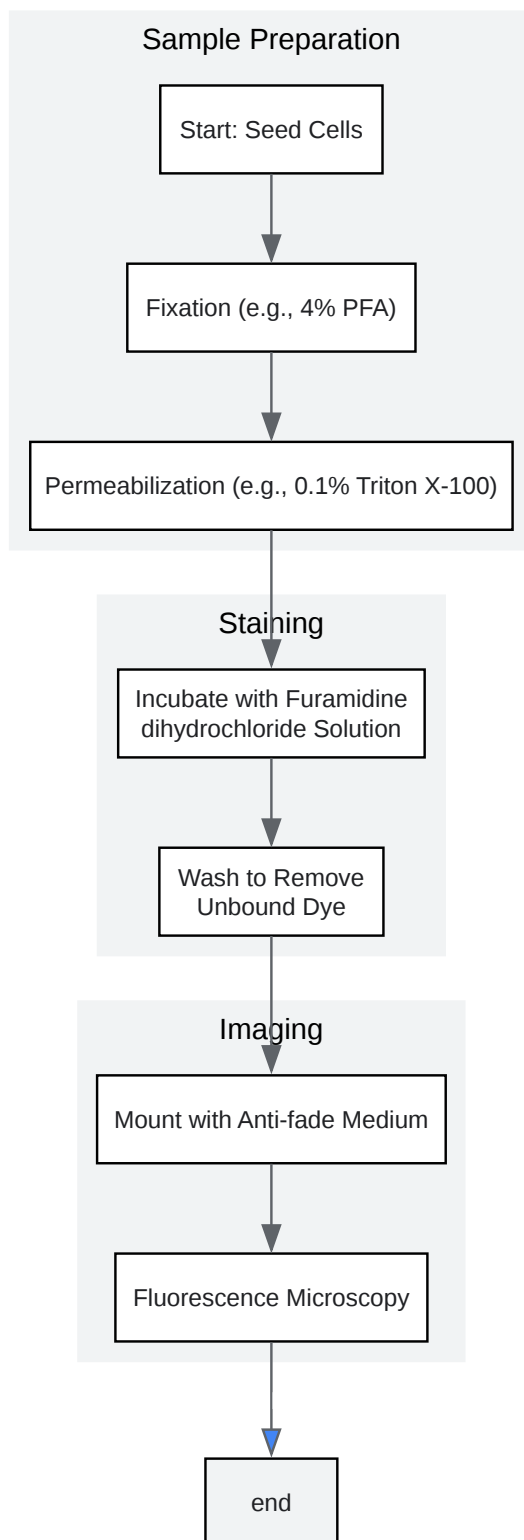 Sample Preparation
Start: Seed Cells
Fixation (e.g., 4% PFA)
Permeabilization (e.g., 0.1% Triton X-100)
Staining
Incubate with Furamidine
dihydrochloride Solution
Wash to Remove
Unbound Dye
Imaging
Mount with Anti-fade Medium
Fluorescence Microscopy
end